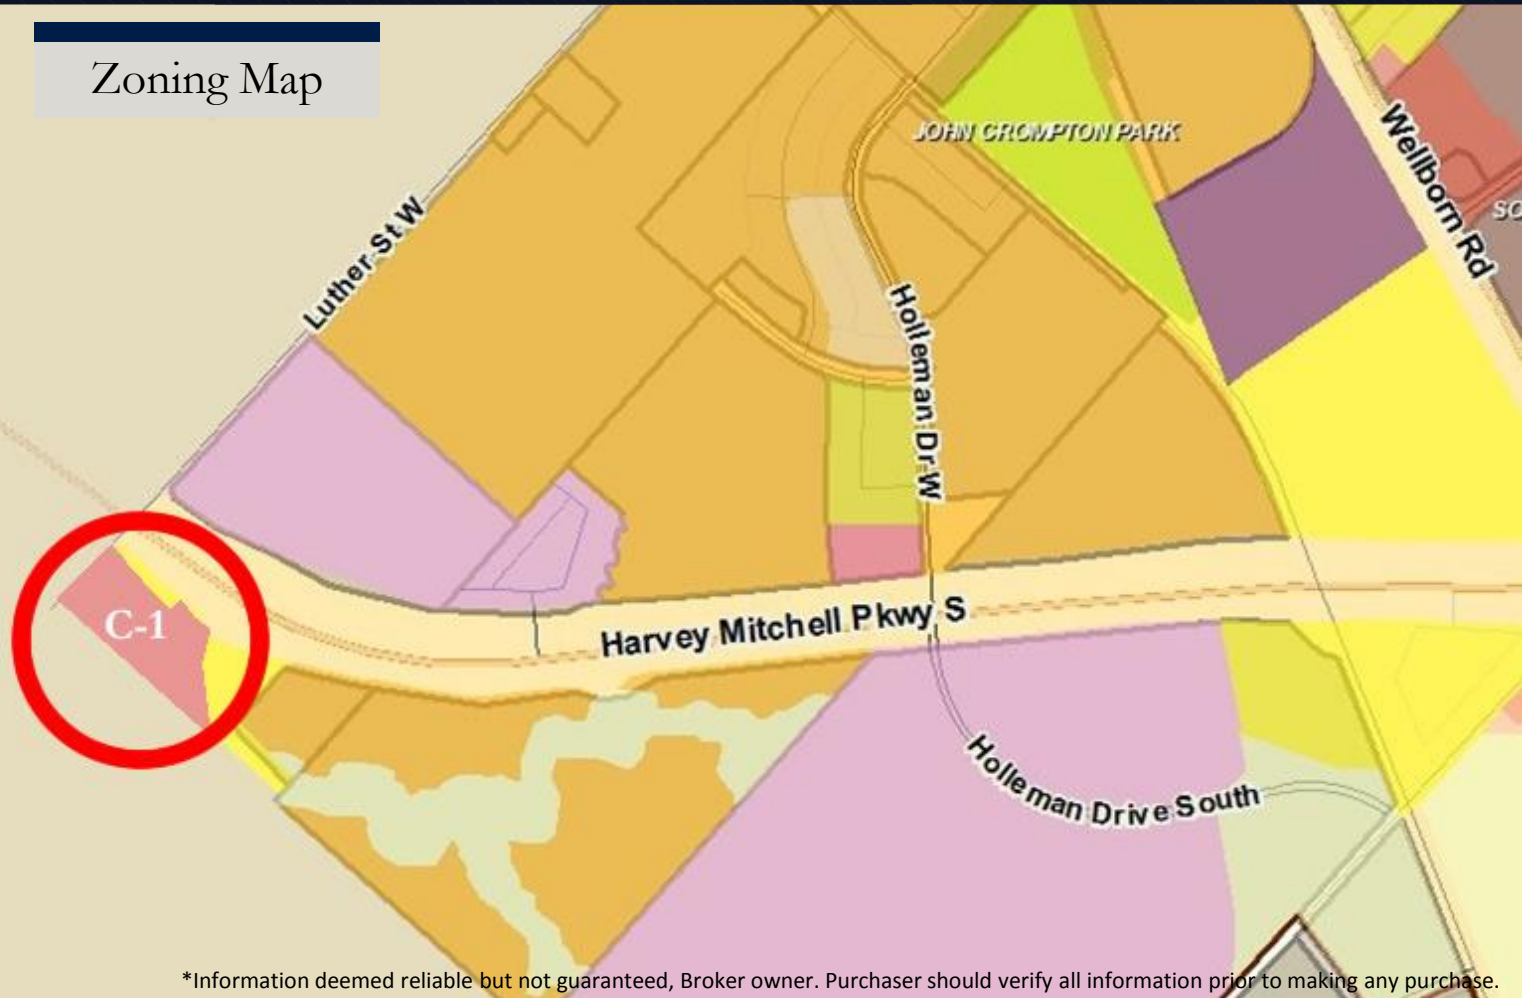 Zoning Map
JOHN CROMPTON PARK
Wellborn Rd
SO
Luther St W
Holleman Dr W
C-1
Harvey Mitchell Pkwy S
Holleman Drive South
*Information deemed reliable but not guaranteed, Broker owner. Purchaser should verify all information prior to making any purchase.